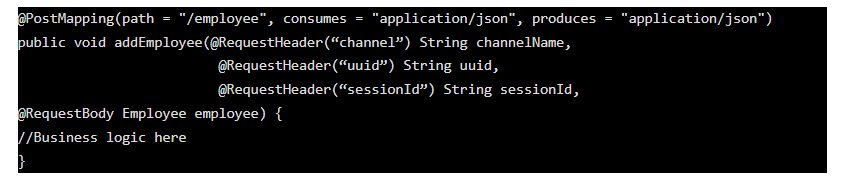 @PostMapping(path = "/employee", consumes = "application/json", produces = "application/json")
public void addEmployee(@RequestHeader(“channel”) String channelName,
@RequestHeader(“uuid”) String uuid,
@RequestHeader(“sessionId”) String sessionId,
@RequestBody Employee employee) {
//Business logic here
}